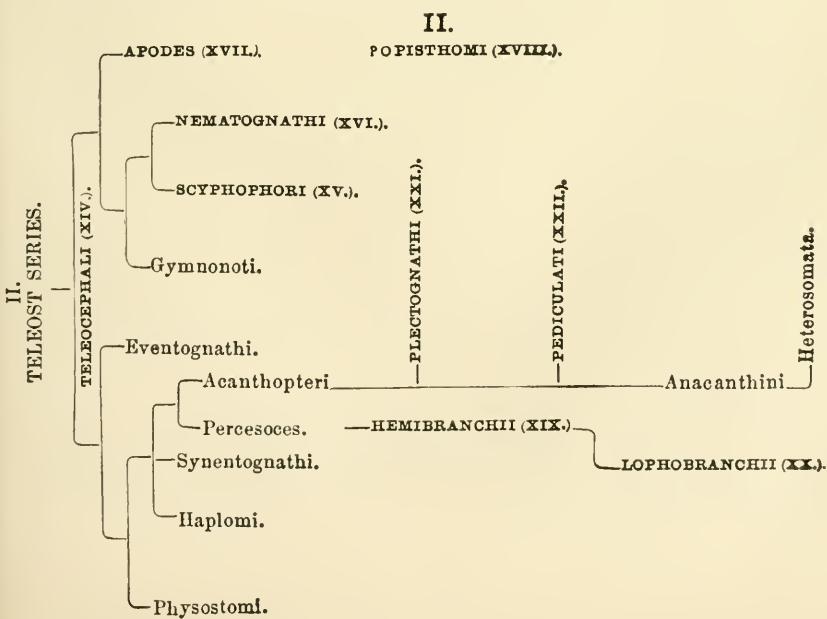 II.
APODES (XVII.). POPISTHOMI (XVIII.).
NEMATOGNATHI (XVI.).
SCYPHOPHORI (XV.).
Gymnonoti.
II.
TELEOST SERIES.
TELEOCEPHALI (XIV.).
PLECTOGNATHI (XXI.).
PEDICULATI (XXII.).
Heterosomata.
Eventognathi.
Acanthopteri Anacanthini
Percesoces. HEMIBRANCHII (XIX.)
Synentognathi. LOPHOBRANCHII (XX.).
Haplomi.
Physostomi.